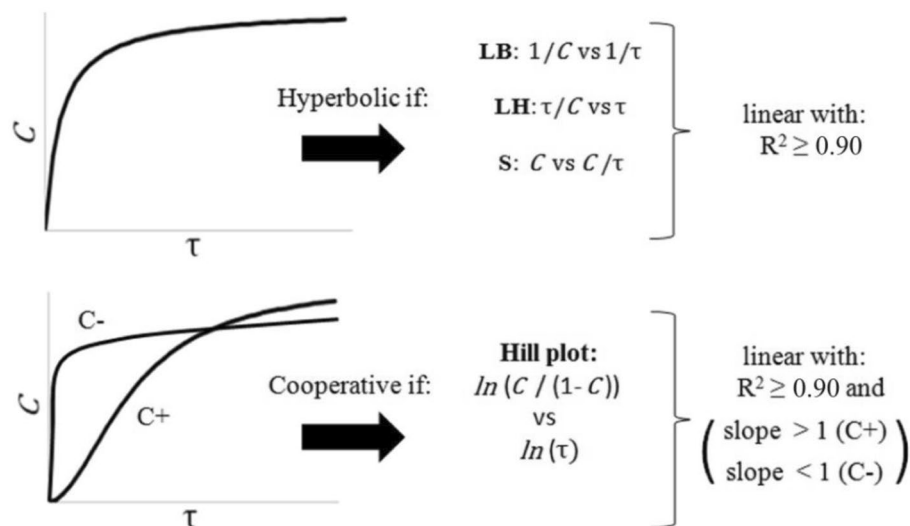 C
τ
Hyperbolic if:
LB: 1/C vs 1/τ
LH: τ/C vs τ
S: C vs C/τ
linear with:
R² ≥ 0.90
C
τ
C-
C+
Cooperative if:
Hill plot:
ln (C / (1- C))
vs
ln (τ)
linear with:
R² ≥ 0.90 and
( slope > 1 (C+)
slope < 1 (C-) )